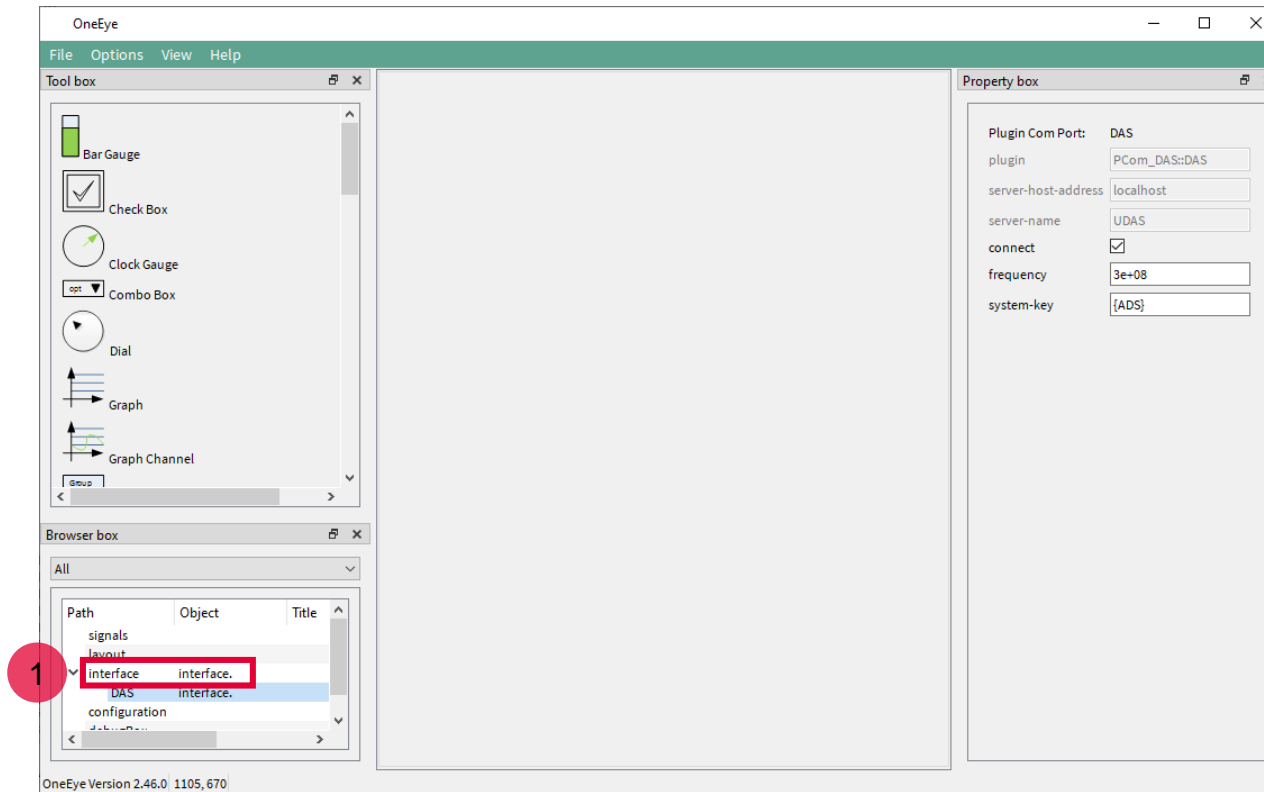 OneEye
File Options View Help
Tool box
Bar Gauge
Check Box
Clock Gauge
opt Combo Box
Dial
Graph
Graph Channel
Group
Browser box
All
Path Object Title
signals
layout
1 interface interface.
DAS interface.
configuration
debugBox
OneEye Version 2.46.0 1105, 670
Property box
Plugin Com Port: DAS
plugin PCom_DAS::DAS
server-host-address localhost
server-name UDAS
connect
frequency 3e+08
system-key {ADS}